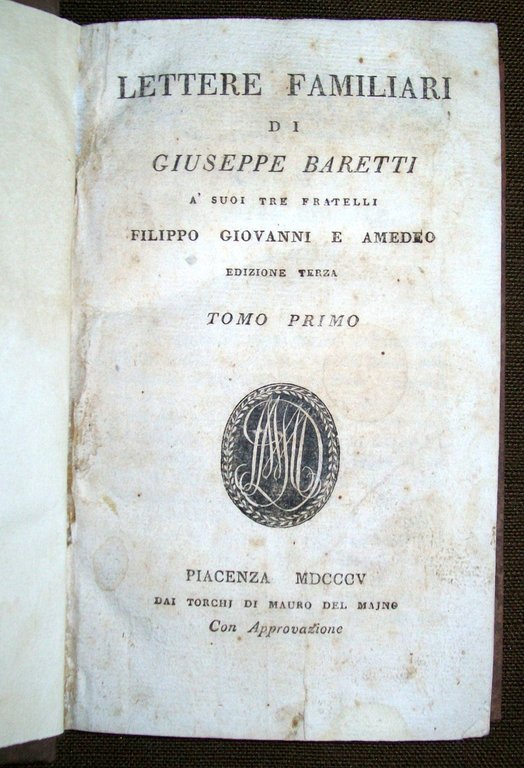 LETTERE FAMILIARI
DI
GIUSEPPE BARETTI
A' SUOI TRE FRATELLI
FILIPPO GIOVANNI E AMEDEO
EDIZIONE TERZA
TOMO PRIMO
PIACENZA MDCCCV
DAI TORCHJ DI MAURO DEL MAJNO
Con Approvazione